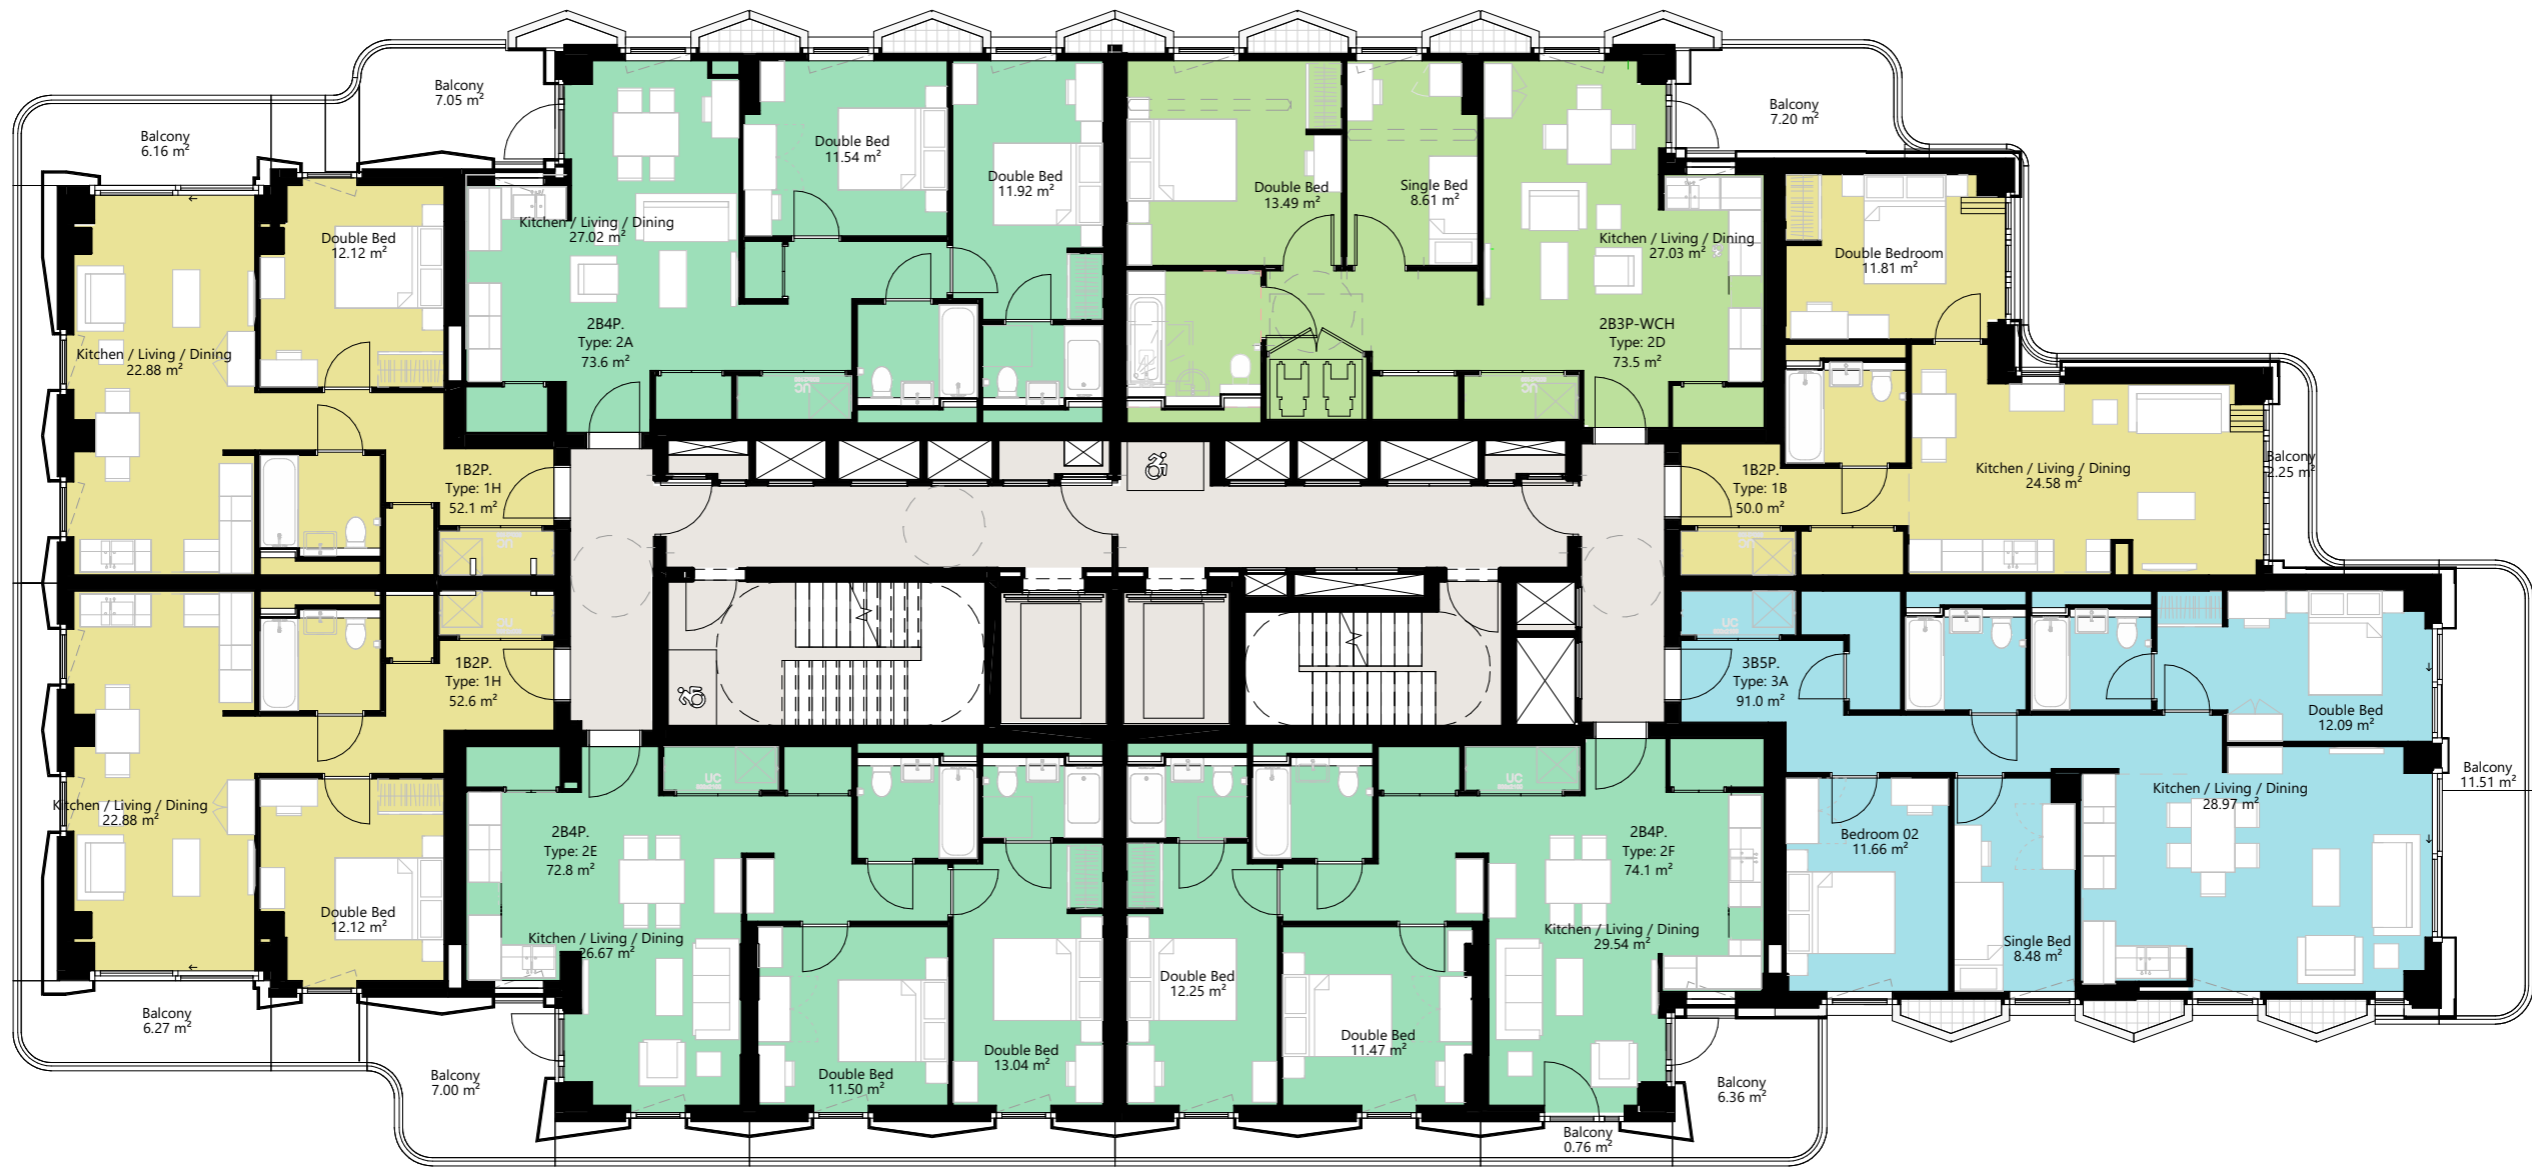 Balcony
7.05 m²
Balcony
6.16 m²
Balcony
7.20 m²
Double Bed
11.54 m²
Double Bed
11.92 m²
Double Bed
13.49 m²
Single Bed
8.61 m²
Double Bed
12.12 m²
Kitchen / Living / Dining
27.02 m²
Kitchen / Living / Dining
27.03 m²
Double Bedroom
11.81 m²
2B4P.
Type: 2A
73.6 m²
2B3P-WCH
Type: 2D
73.5 m²
Kitchen / Living / Dining
22.88 m²
UC
UC
1B2P.
Type: 1H
52.1 m²
1B2P.
Type: 1B
50.0 m²
Kitchen / Living / Dining
24.58 m²
Balcony
2.25 m²
UC
UC
UC
UC
1B2P.
Type: 1H
52.6 m²
3B5P.
Type: 3A
91.0 m²
Double Bed
12.09 m²
Balcony
11.51 m²
UC
UC
Kitchen / Living / Dining
22.88 m²
Kitchen / Living / Dining
28.97 m²
2B4P.
Type: 2E
72.8 m²
2B4P.
Type: 2F
74.1 m²
Bedroom 02
11.66 m²
Double Bed
12.12 m²
Kitchen / Living / Dining
26.67 m²
Kitchen / Living / Dining
29.54 m²
Single Bed
8.48 m²
Double Bed
12.25 m²
Balcony
6.27 m²
Double Bed
13.04 m²
Double Bed
11.47 m²
Double Bed
11.50 m²
Balcony
7.00 m²
Balcony
6.36 m²
Balcony
0.76 m²